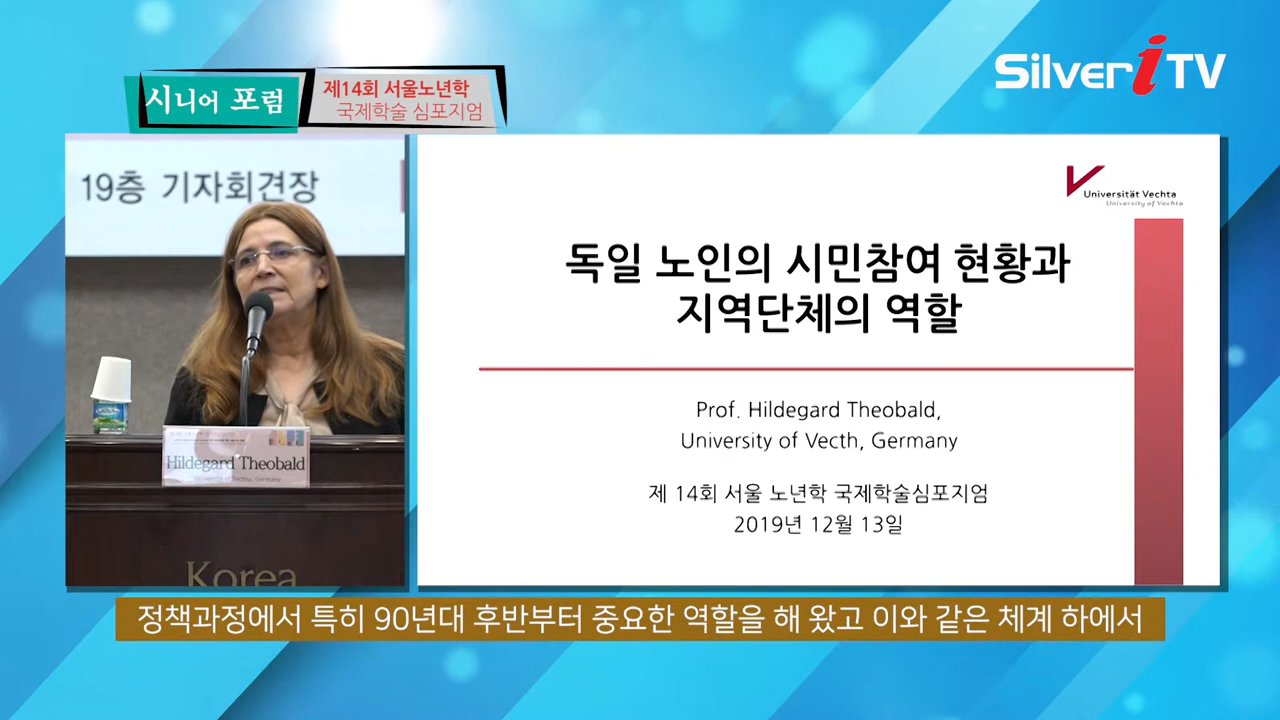 Silver i TV
시니어 포럼
제14회 서울노년학
국제학술 심포지엄
19층 기자회견장
Universität Vechta
University of Vechta
독일 노인의 시민참여 현황과
지역단체의 역할
Prof. Hildegard Theobald,
University of Vecth, Germany
제 14회 서울 노년학 국제학술심포지엄
2019년 12월 13일
Hildegard Theobald
University of Vechta, Germany
Korea
정책과정에서 특히 90년대 후반부터 중요한 역할을 해 왔고 이와 같은 체계 하에서